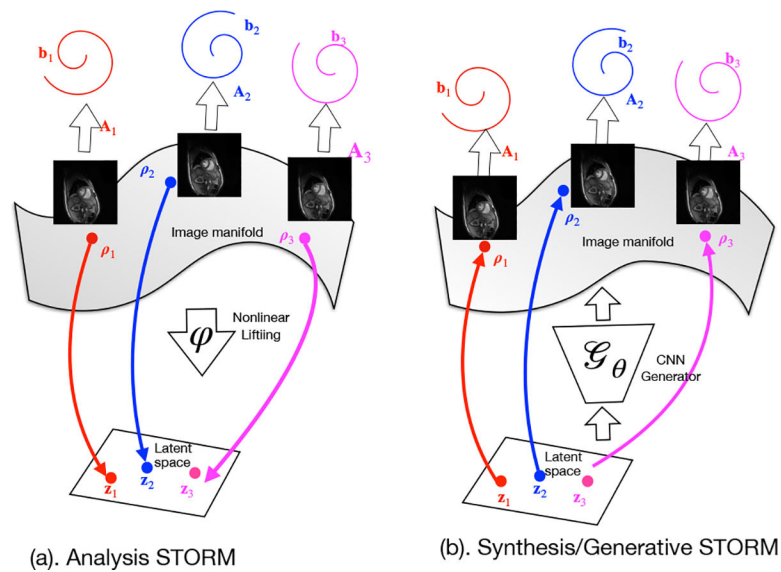 b₁
b₂
b₃
A₁
A₂
A₃
ρ₁
ρ₂
ρ₃
Image manifold
φ
Nonlinear
Liftiing
Latent
space
z₁
z₂
z₃
(a). Analysis STORM
b₁
b₂
b₃
A₁
A₂
A₃
ρ₁
ρ₂
ρ₃
Image manifold
𝒢θ
CNN
Generator
Latent
space
z₁
z₂
z₃
(b). Synthesis/Generative STORM